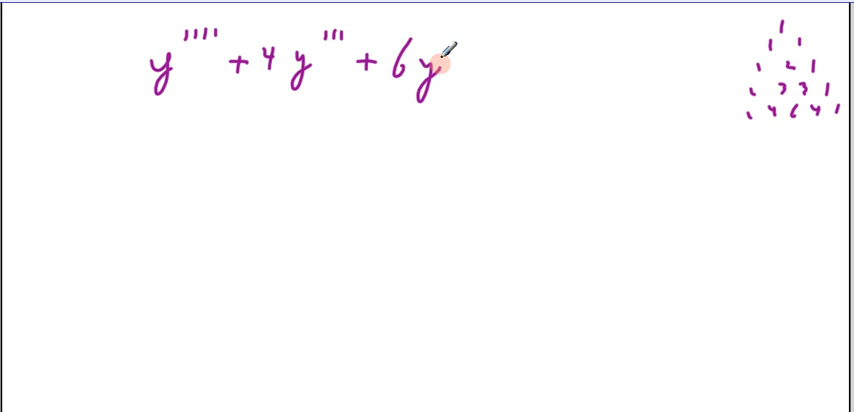 y'''' + 4y''' + 6y
1
1 1
1 2 1
1 3 3 1
1 4 6 4 1